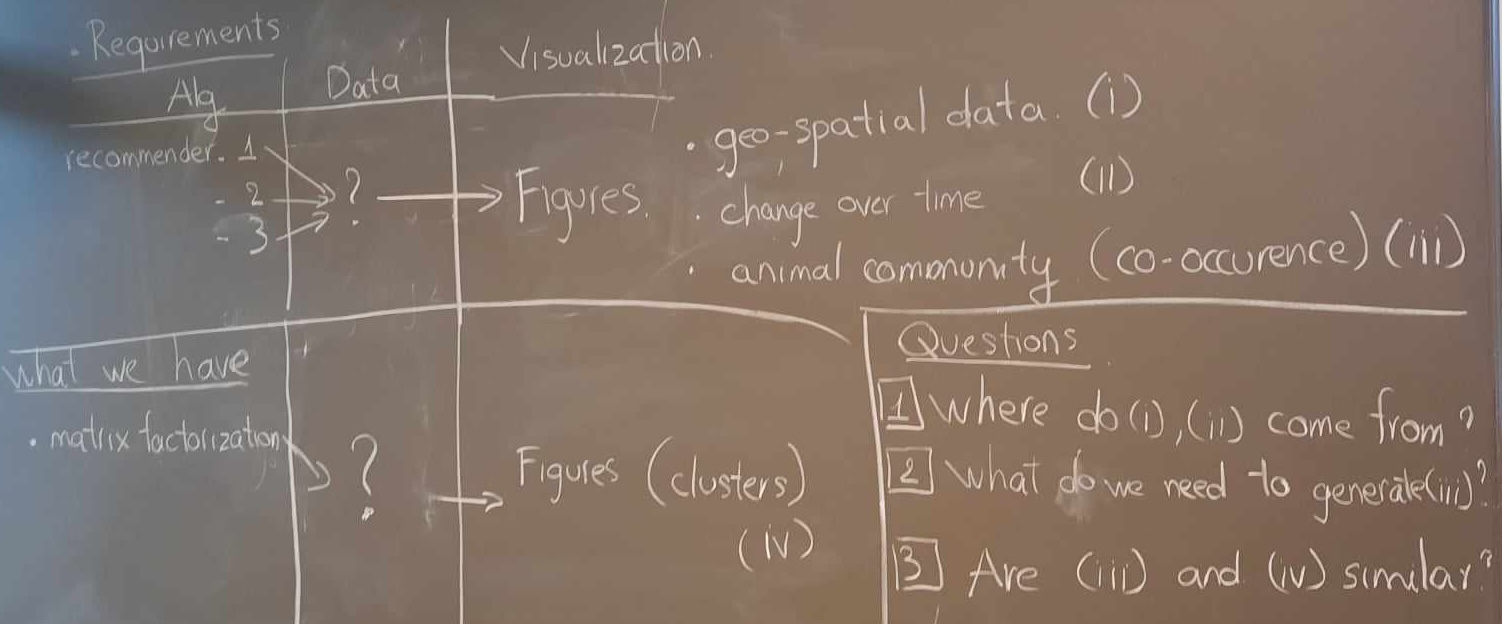 . Requirements.
Alg
Data
Visualization.
recommender. 1
- 2
- 3
?
Figures.
. geo-spatial data. (i)
. change over time (ii)
. animal community (co-occurence) (iii)
what we have
. matrix factorization
?
Figures (clusters)
(iv)
Questions
1 Where do (i), (ii) come from?
2 What do we need to generate (iii)?
3 Are (iii) and (iv) similar?